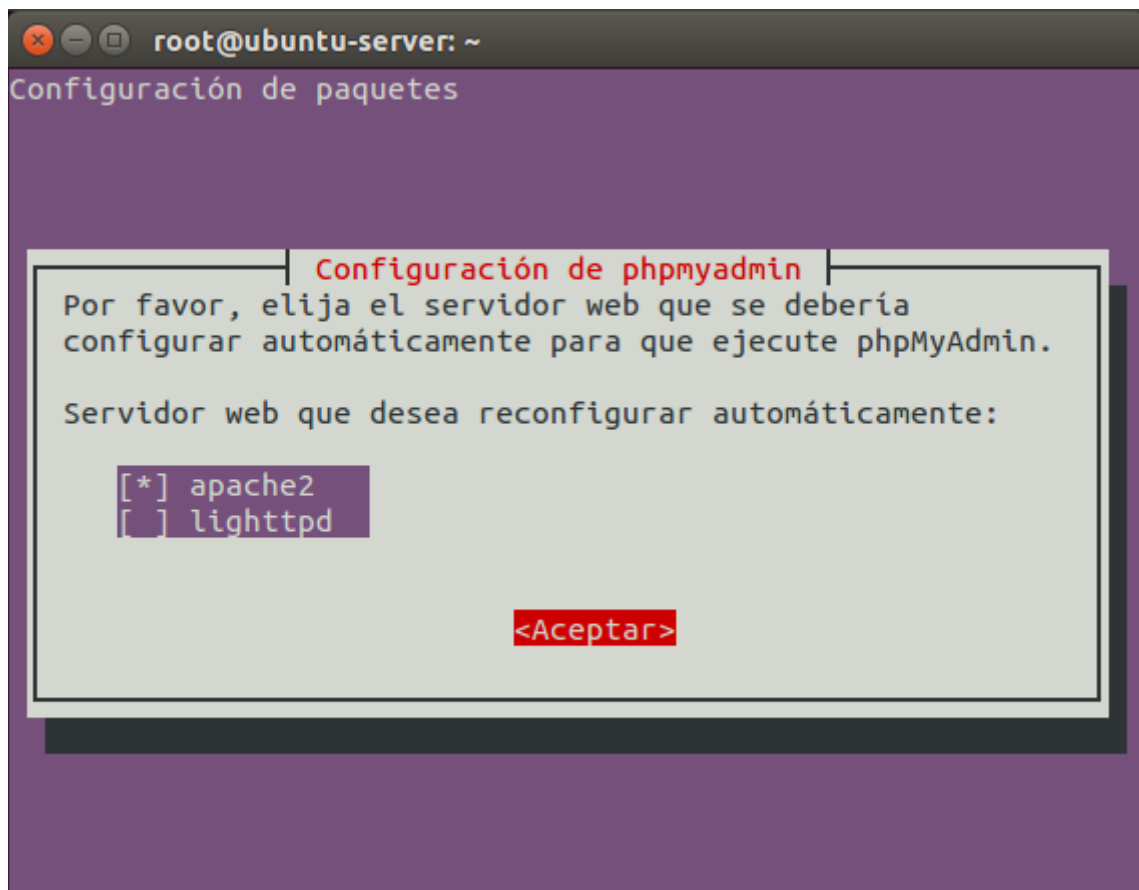 root@ubuntu-server: ~
Configuración de paquetes
Configuración de phpmyadmin
Por favor, elija el servidor web que se debería
configurar automáticamente para que ejecute phpMyAdmin.
Servidor web que desea reconfigurar automáticamente:
[*] apache2
[ ] lighttpd
<Aceptar>